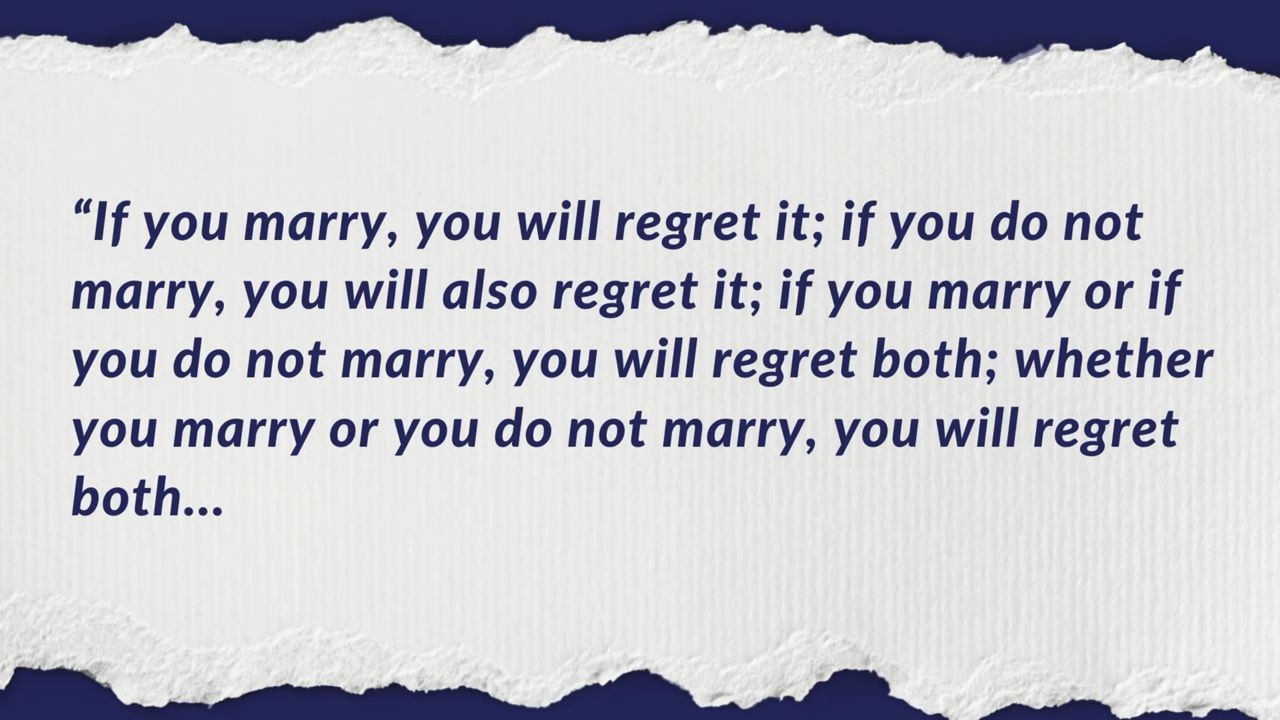 “If you marry, you will regret it; if you do not
marry, you will also regret it; if you marry or if
you do not marry, you will regret both; whether
you marry or you do not marry, you will regret
both...